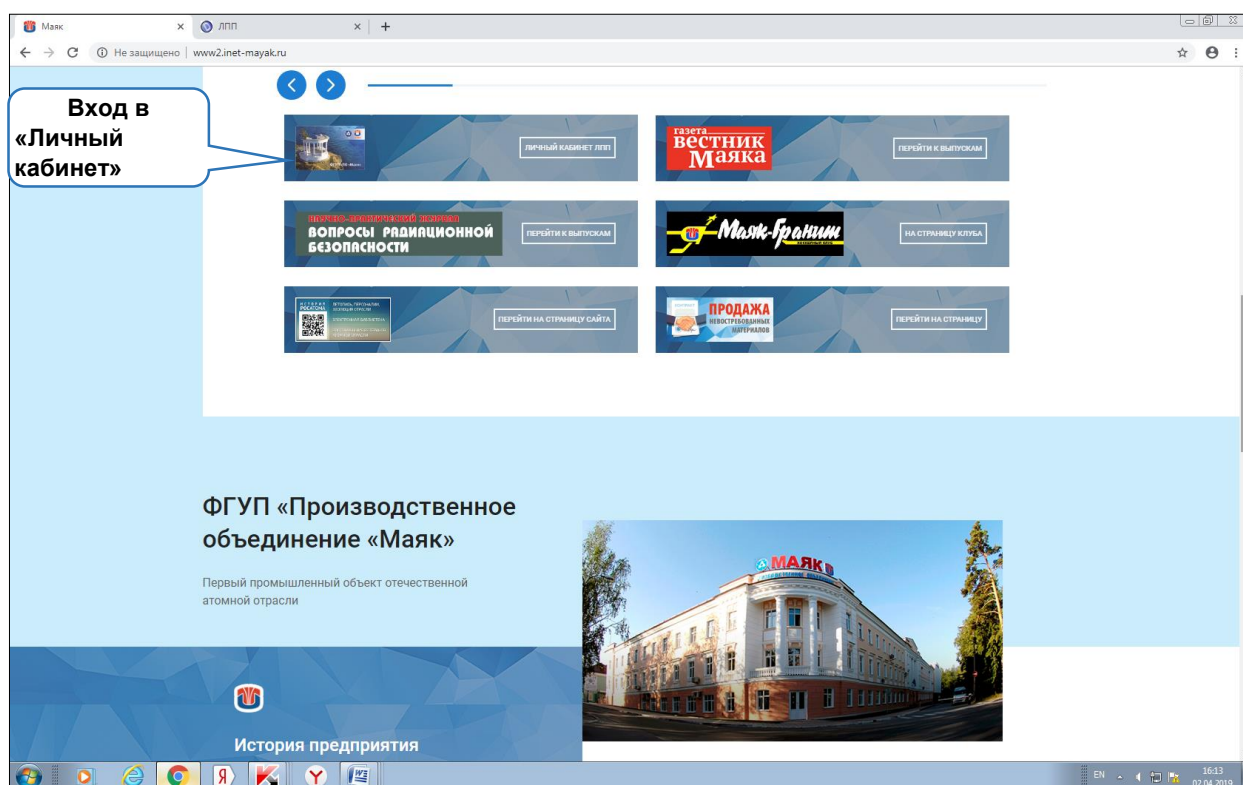 Маяк
ЛПП
Не защищено
www2.inet-mayak.ru
Вход в
«Личный
кабинет»
ЛИЧНЫЙ КАБИНЕТ ЛПП
газета
ВЕСТНИК
Маяка
ПЕРЕЙТИ К ВЫПУСКАМ
ВОПРОСЫ РАДИАЦИОННОЙ
БЕЗОПАСНОСТИ
ПЕРЕЙТИ К ВЫПУСКАМ
Маяк-Гранит
НА СТРАНИЦУ КЛУБА
ИСТОРИЯ
РОСАТОМА
ПЕРЕЙТИ НА СТРАНИЦУ САЙТА
ПРОДАЖА
НЕВОСТРЕБОВАННЫХ
МАТЕРИАЛОВ
ПЕРЕЙТИ НА СТРАНИЦУ
ФГУП «Производственное
объединение «Маяк»
Первый промышленный объект отечественной
атомной отрасли
МАЯК
История предприятия
EN
16:13
02.04.2019